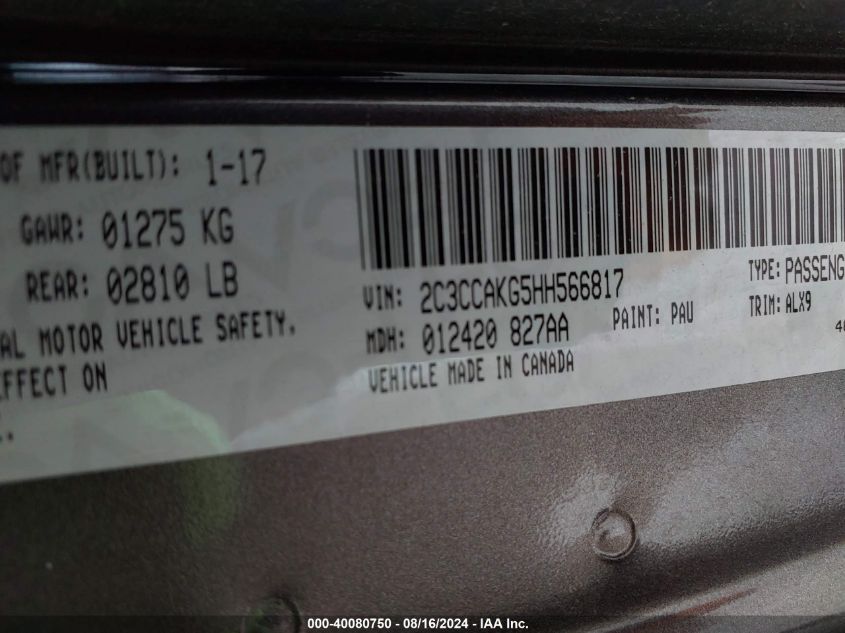 OF MFR(BUILT): 1-17
GAWR: 01275 KG
REAR: 02810 LB
AL MOTOR VEHICLE SAFETY.
EFFECT ON
VIN: 2C3CCAKG5HH566817
TYPE: PASSENG
MDH: 012420 827AA
PAINT: PAU
TRIM: ALX9
VEHICLE MADE IN CANADA
000-40080750 - 08/16/2024 - IAA Inc.